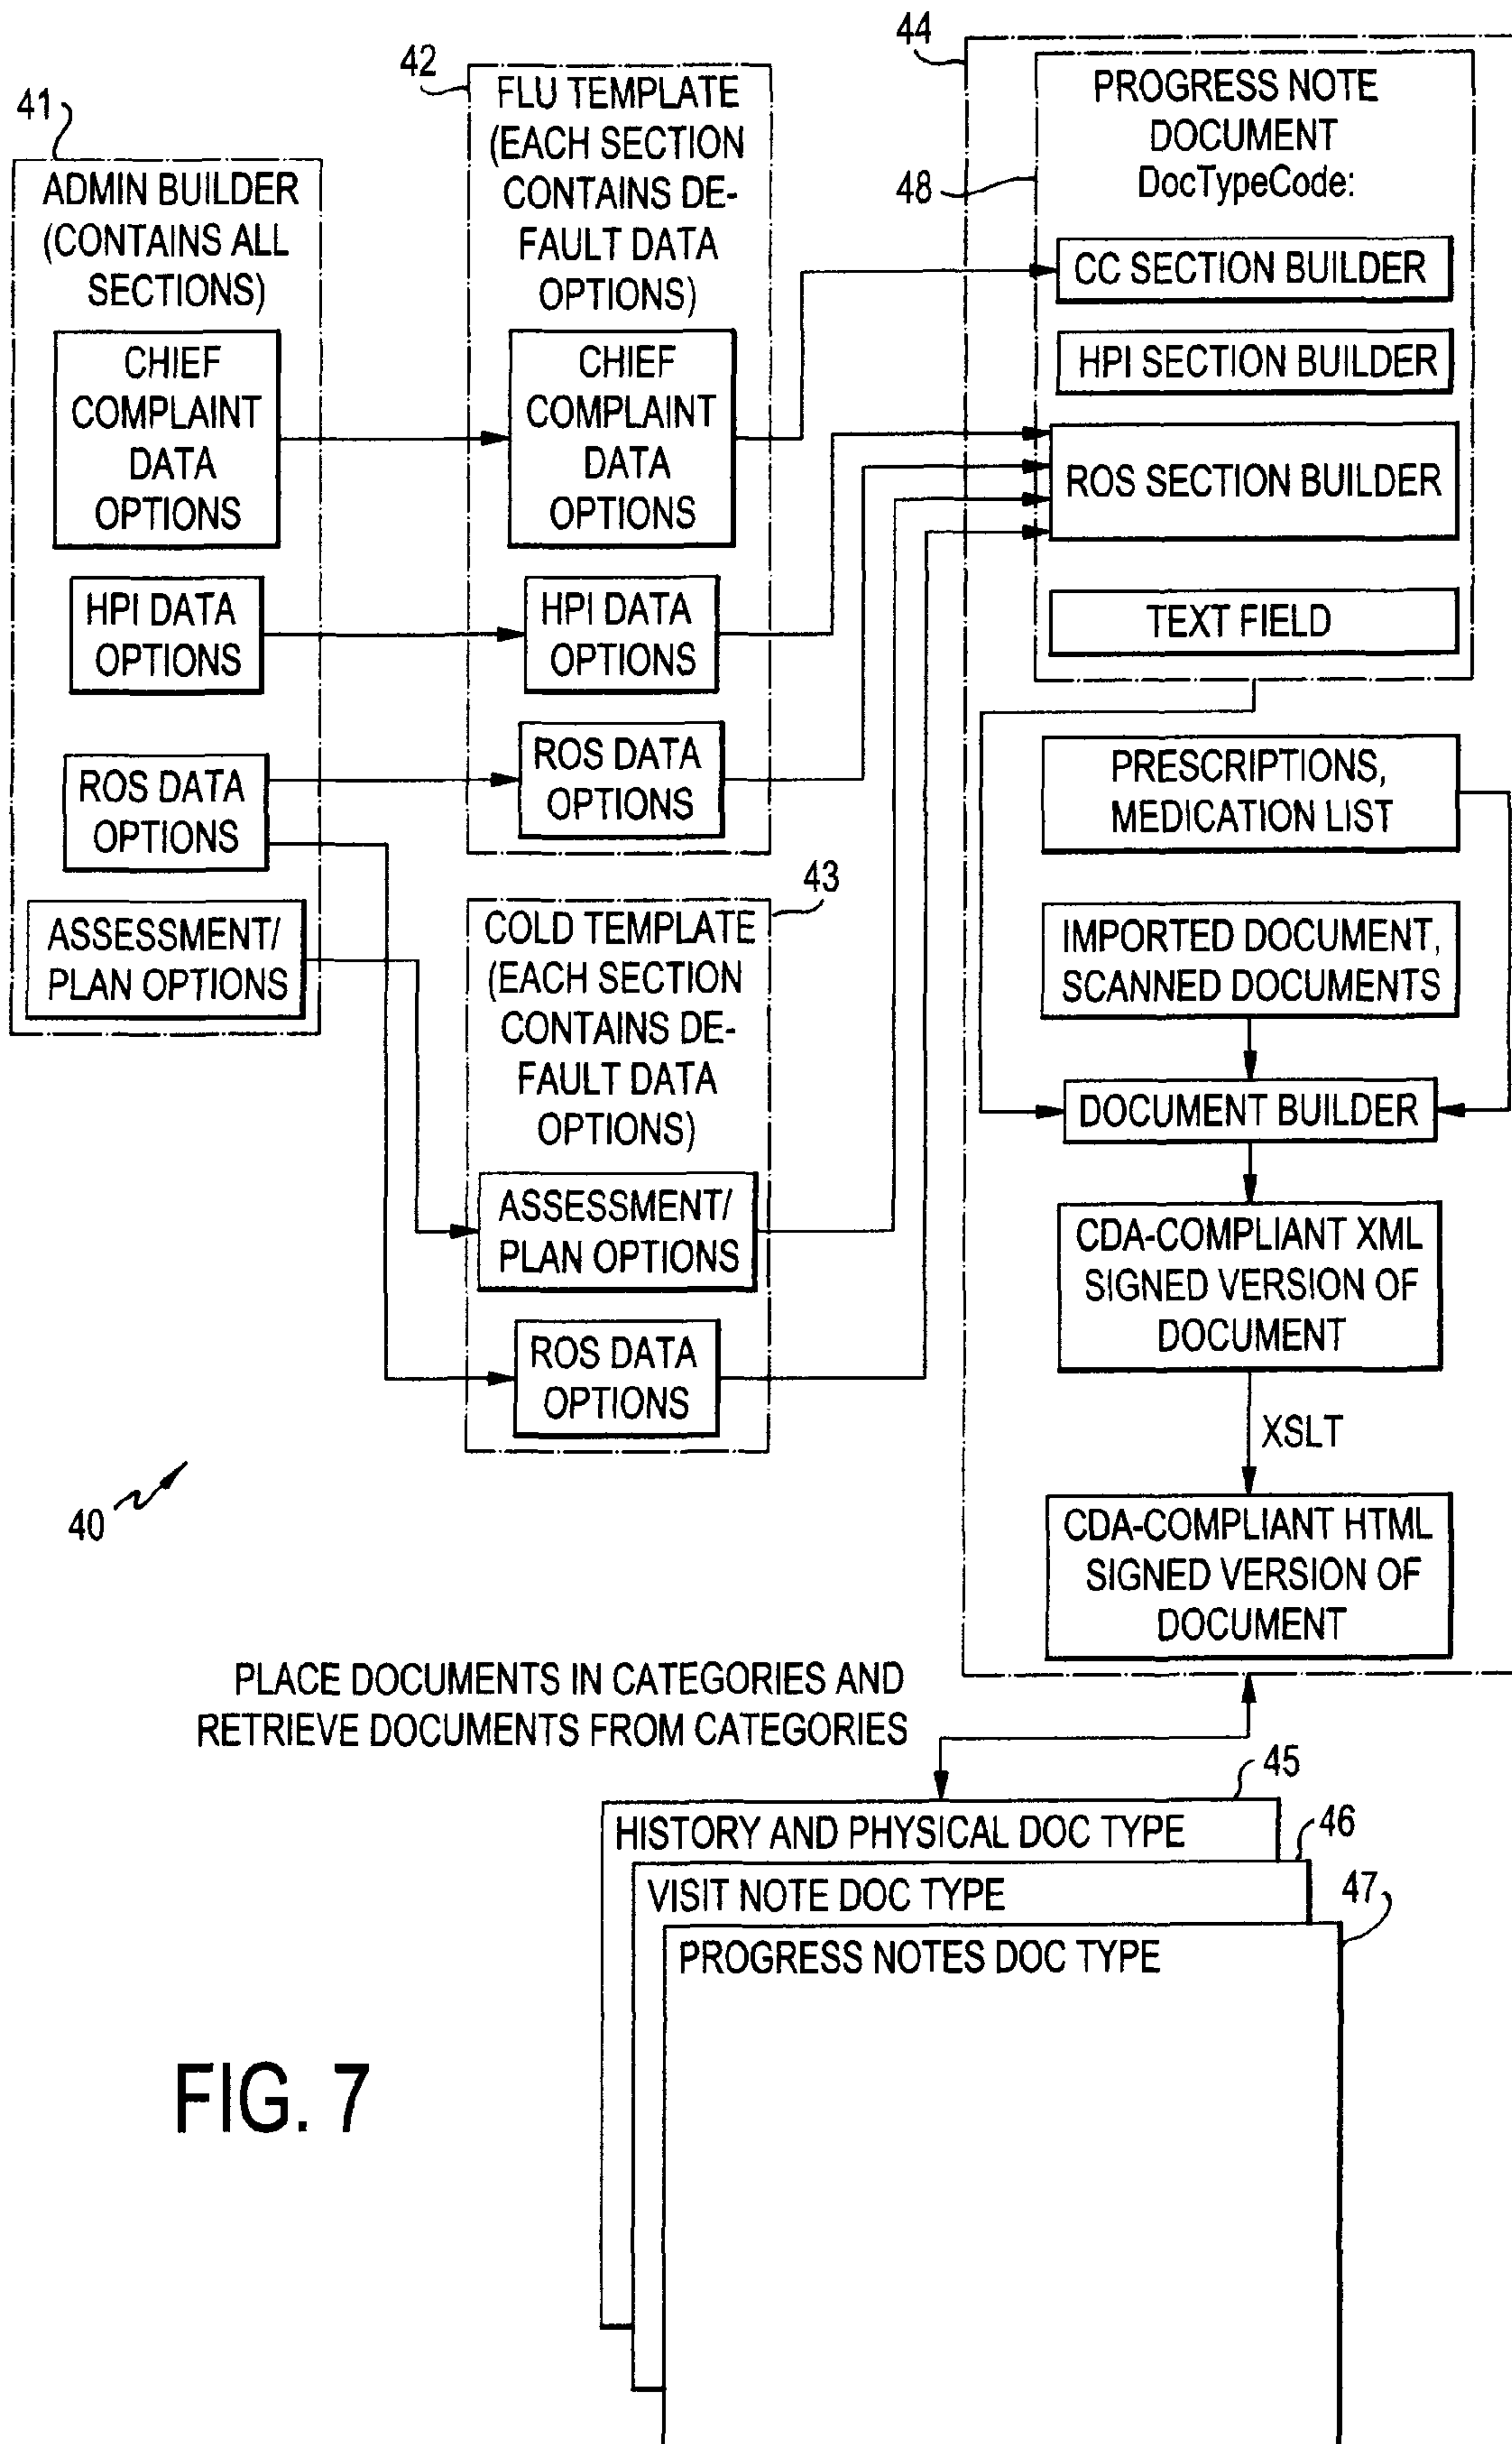 41
ADMIN BUILDER
(CONTAINS ALL
SECTIONS)
CHIEF
COMPLAINT
DATA
OPTIONS
HPI DATA
OPTIONS
ROS DATA
OPTIONS
ASSESSMENT/
PLAN OPTIONS
42
FLU TEMPLATE
(EACH SECTION
CONTAINS DE-
FAULT DATA
OPTIONS)
CHIEF
COMPLAINT
DATA
OPTIONS
HPI DATA
OPTIONS
ROS DATA
OPTIONS
43
COLD TEMPLATE
(EACH SECTION
CONTAINS DE-
FAULT DATA
OPTIONS)
ASSESSMENT/
PLAN OPTIONS
ROS DATA
OPTIONS
44
48
PROGRESS NOTE
DOCUMENT
DocTypeCode:
CC SECTION BUILDER
HPI SECTION BUILDER
ROS SECTION BUILDER
TEXT FIELD
PRESCRIPTIONS,
MEDICATION LIST
IMPORTED DOCUMENT,
SCANNED DOCUMENTS
DOCUMENT BUILDER
CDA-COMPLIANT XML
SIGNED VERSION OF
DOCUMENT
XSLT
CDA-COMPLIANT HTML
SIGNED VERSION OF
DOCUMENT
40
PLACE DOCUMENTS IN CATEGORIES AND
RETRIEVE DOCUMENTS FROM CATEGORIES
45
HISTORY AND PHYSICAL DOC TYPE
46
VISIT NOTE DOC TYPE
47
PROGRESS NOTES DOC TYPE
FIG. 7